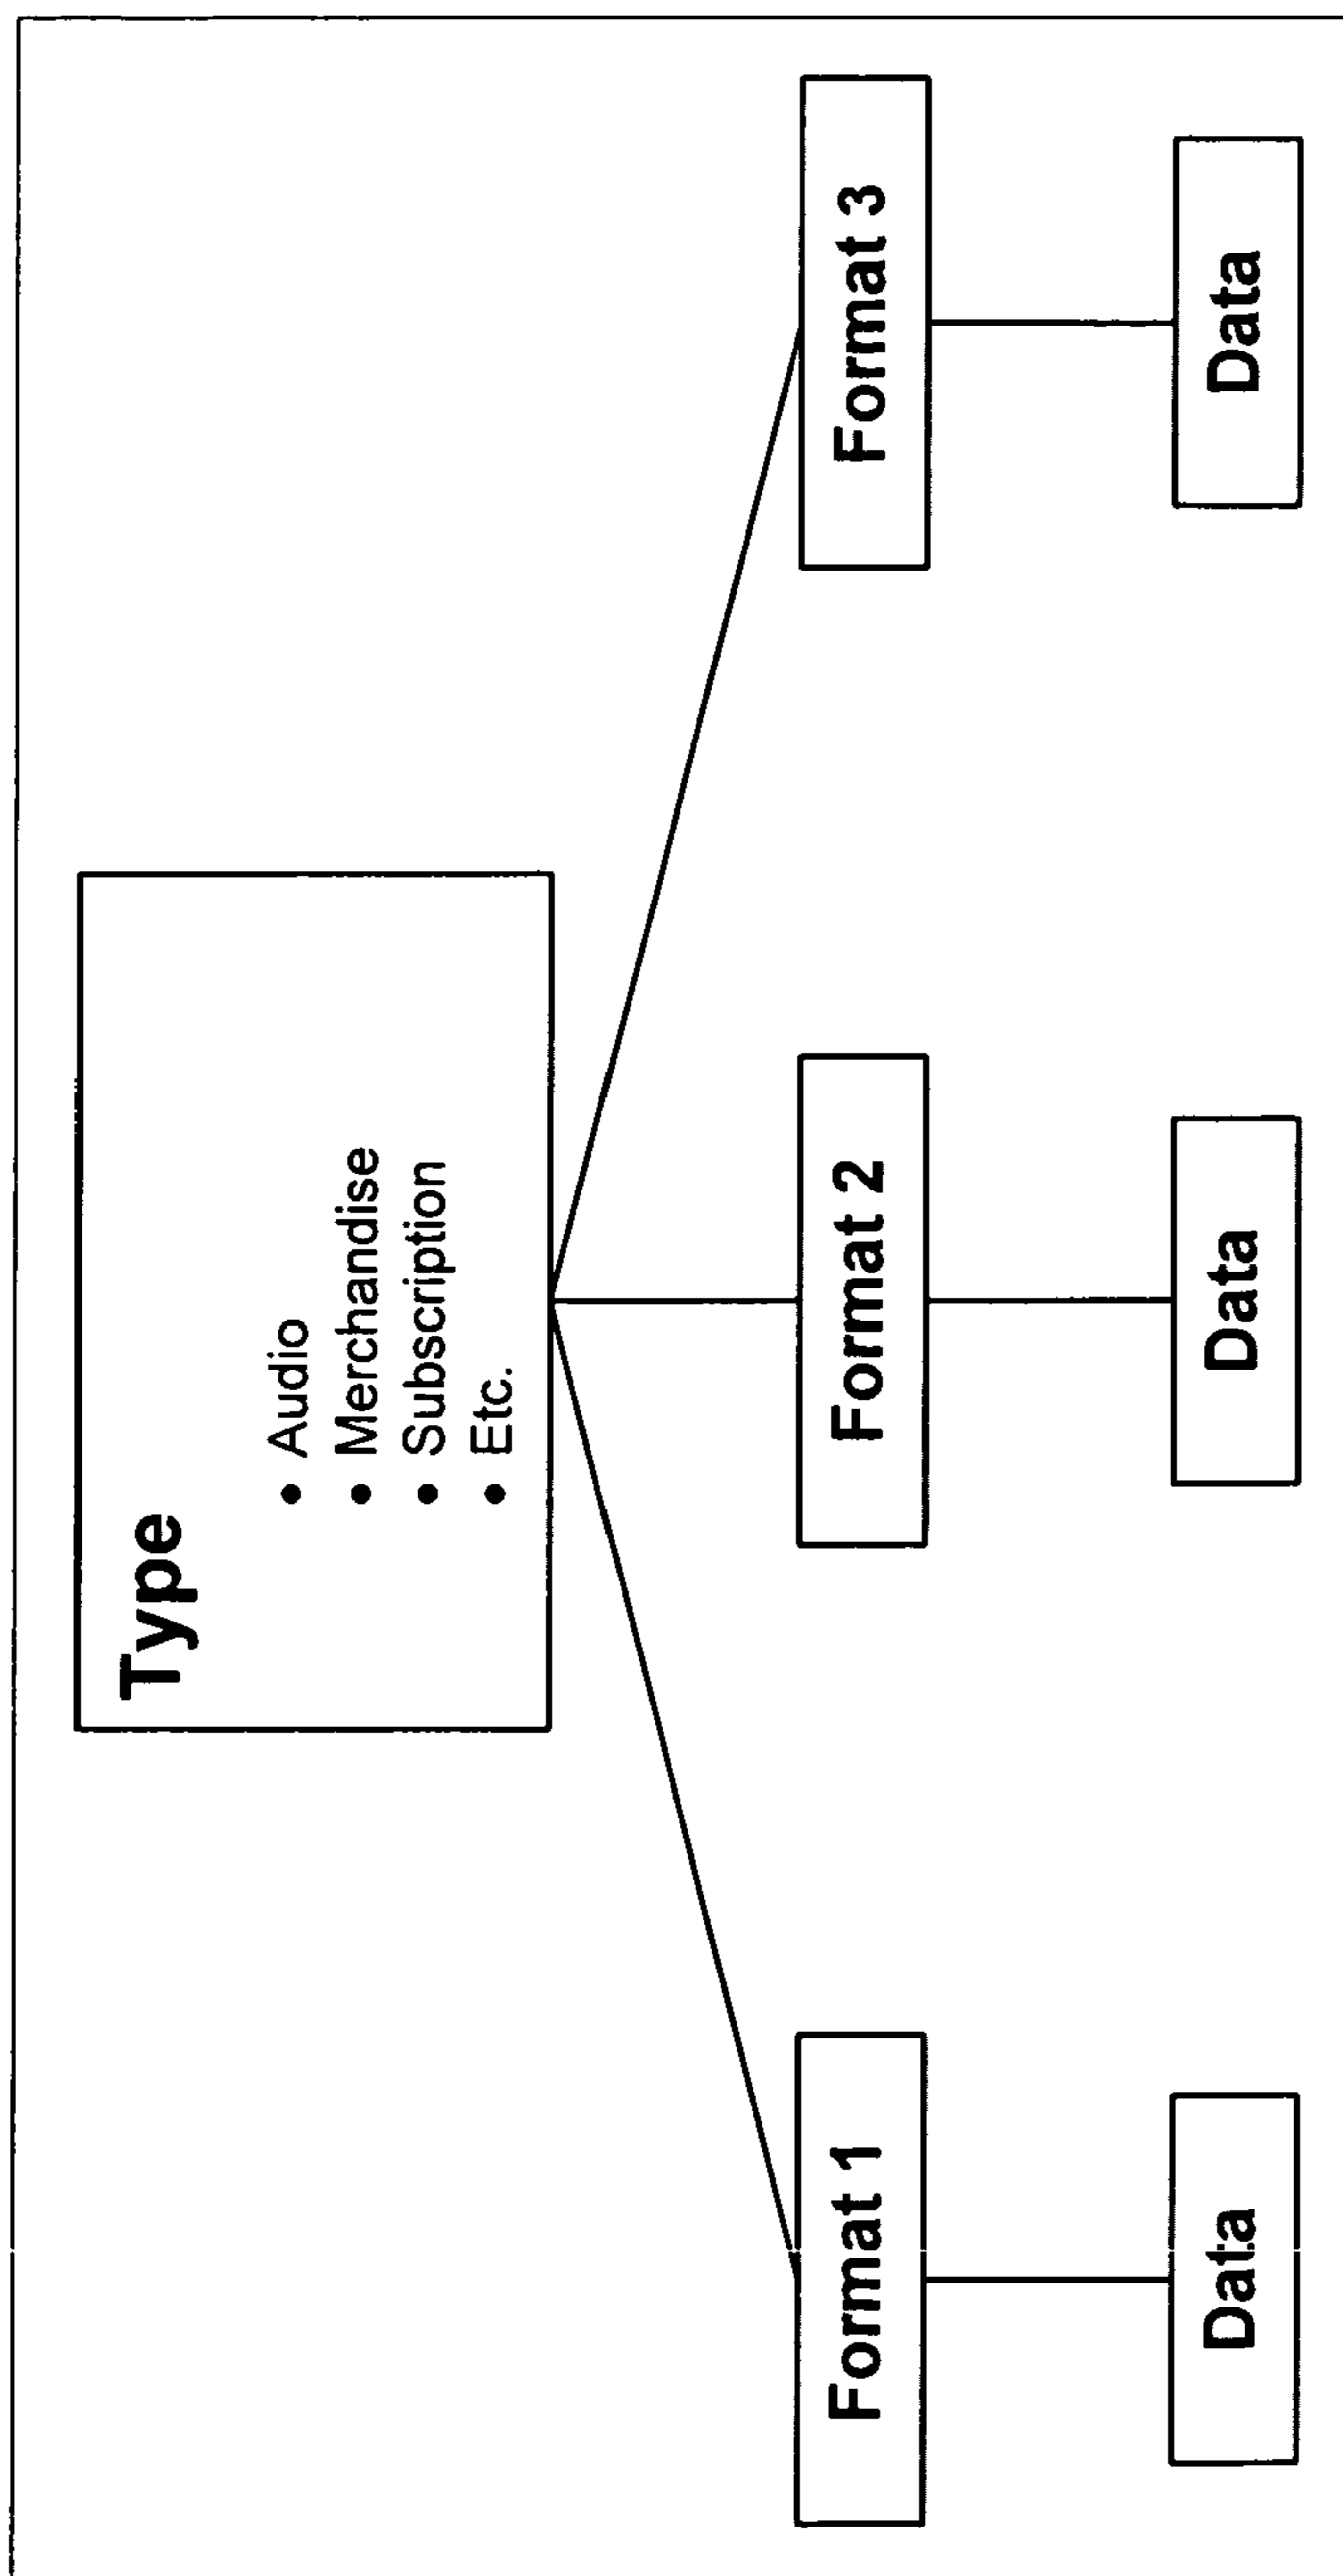 Type
• Audio
• Merchandise
• Subscription
• Etc.
Format 1
Format 2
Format 3
Data
Data
Data